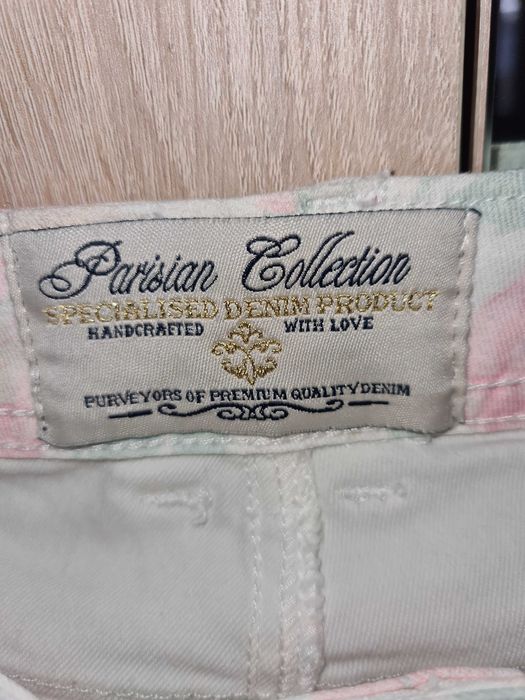 Parisian Collection
SPECIALISED DENIM PRODUCT
HANDCRAFTED WITH LOVE
PURVEYORS OF PREMIUM QUALITY DENIM